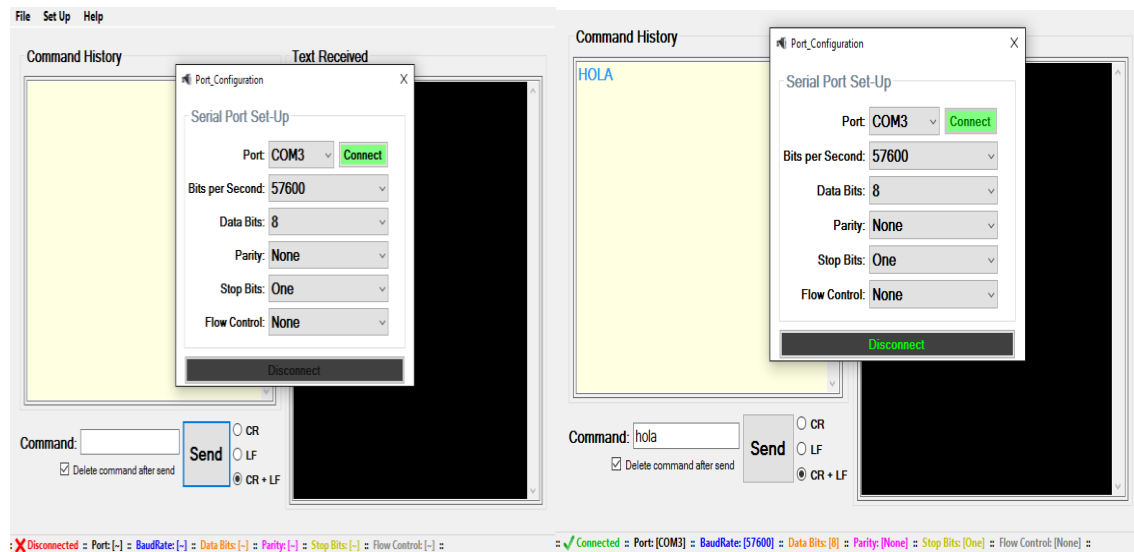 File Set Up Help
Command History
Text Received
Port_Configuration X
Serial Port Set-Up
Port: COM3 Connect
Bits per Second: 57600
Data Bits: 8
Parity: None
Stop Bits: One
Flow Control: None
Disconnect
Command:
Delete command after send
Send
CR
LF
CR + LF
: Disconnected :: Port: [~] :: BaudRate: [~] :: Data Bits: [~] :: Parity: [~] :: Stop Bits: [~] :: Flow Control: [~] ::
Command History
HOLA
Port_Configuration X
Serial Port Set-Up
Port: COM3 Connect
Bits per Second: 57600
Data Bits: 8
Parity: None
Stop Bits: One
Flow Control: None
Disconnect
Command: hola
Delete command after send
Send
CR
LF
CR + LF
:: Connected :: Port: [COM3] :: BaudRate: [57600] :: Data Bits: [8] :: Parity: [None] :: Stop Bits: [One] :: Flow Control: [None] ::